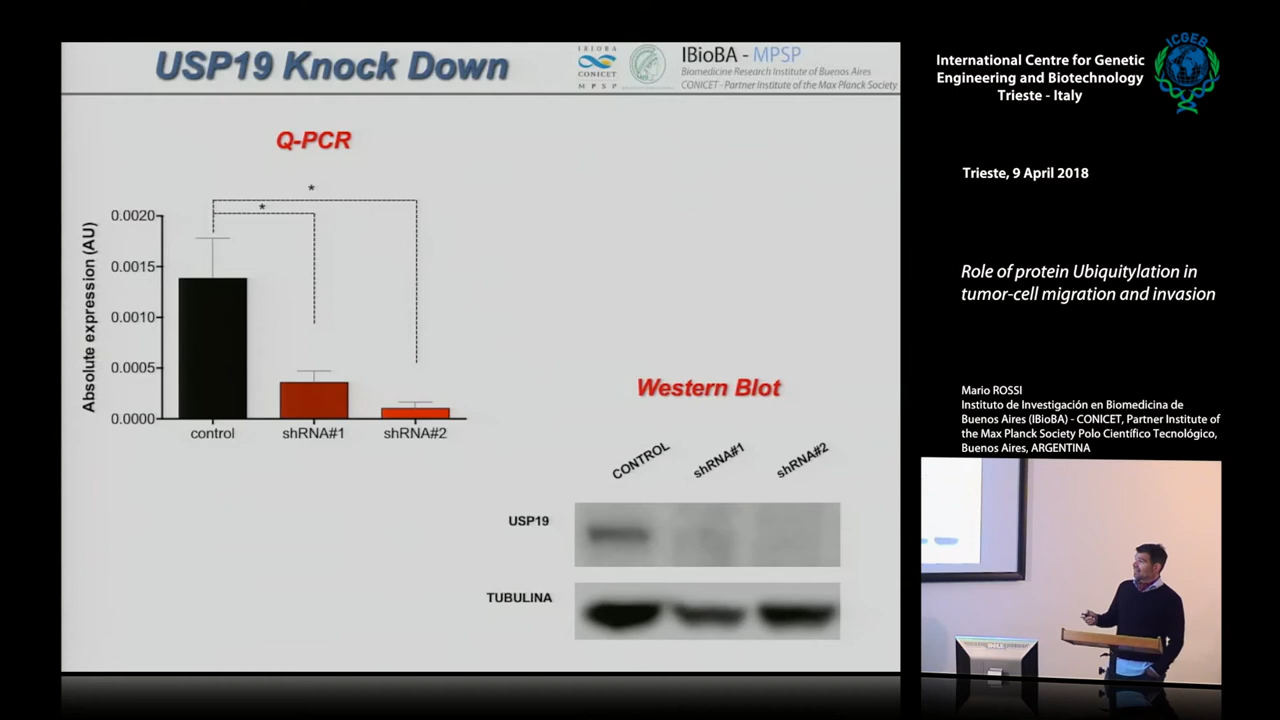 USP19 Knock Down
IBIOBA
CONICET
MPSP
IBioBA - MPSP
Biomedicine Research Institute of Buenos Aires
CONICET - Partner Institute of the Max Planck Society
Q-PCR
*
*
Absolute expression (AU)
0.0020
0.0015
0.0010
0.0005
0.0000
control shRNA#1 shRNA#2
Western Blot
CONTROL shRNA#1 shRNA#2
USP19
TUBULINA
International Centre for Genetic
Engineering and Biotechnology
Trieste - Italy
ICGEB
Trieste, 9 April 2018
Role of protein Ubiquitylation in
tumor-cell migration and invasion
Mario ROSSI
Instituto de Investigación en Biomedicina de
Buenos Aires (IBioBA) - CONICET, Partner Institute of
the Max Planck Society Polo Científico Tecnológico,
Buenos Aires, ARGENTINA